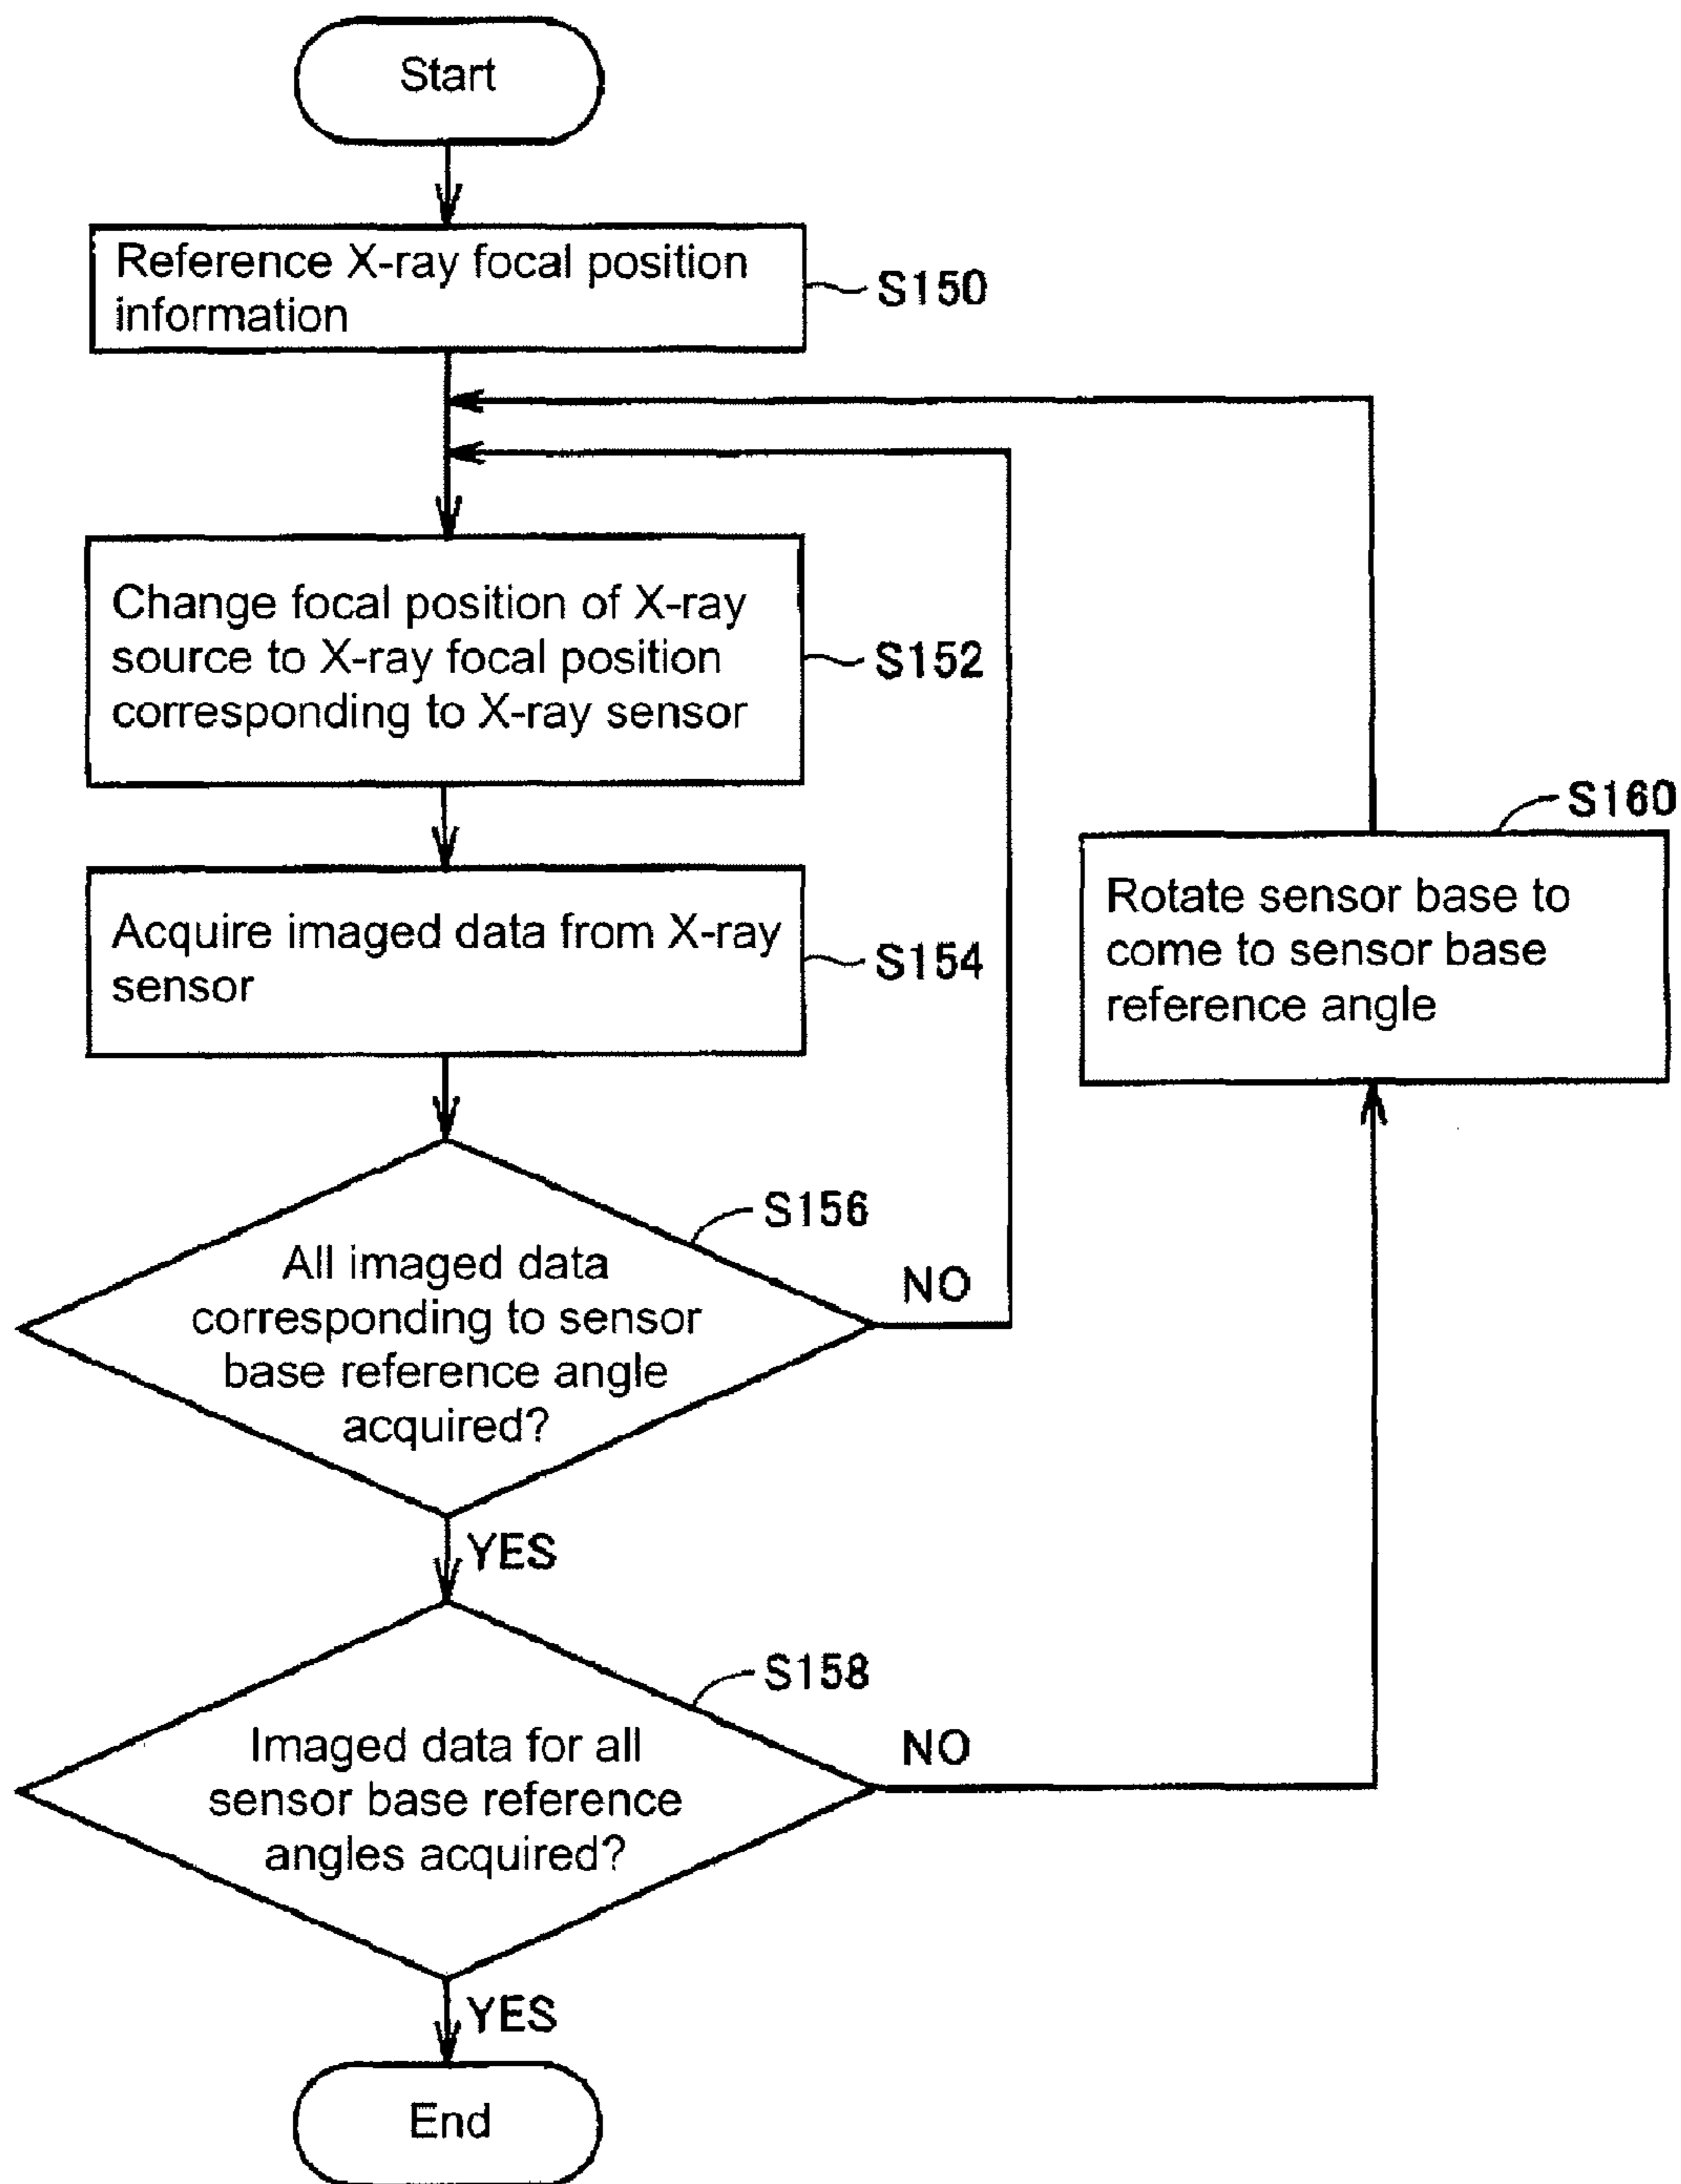 Start
Reference X-ray focal position
information
S150
Change focal position of X-ray
source to X-ray focal position
corresponding to X-ray sensor
S152
S160
Rotate sensor base to
come to sensor base
reference angle
Acquire imaged data from X-ray
sensor
S154
S156
All imaged data
corresponding to sensor
base reference angle
acquired?
NO
YES
S158
Imaged data for all
sensor base reference
angles acquired?
NO
YES
End